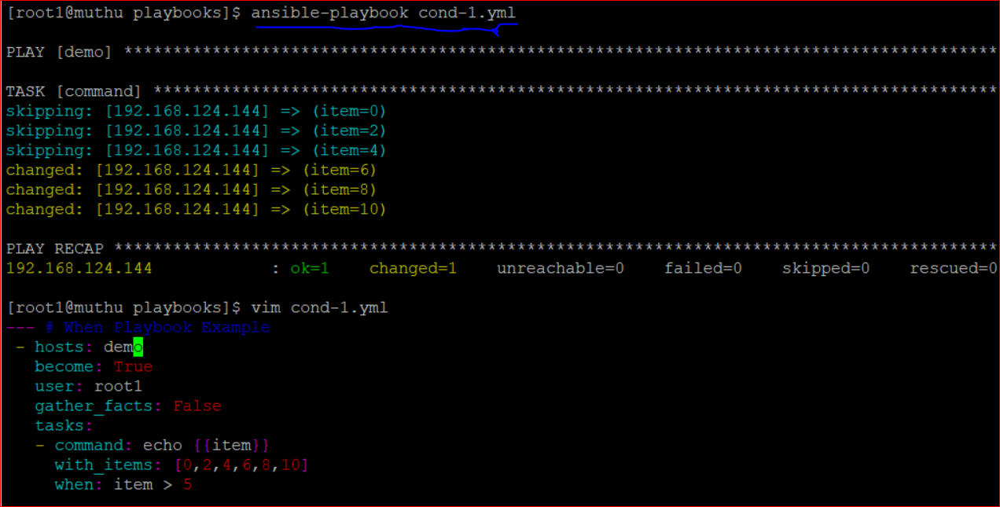 [root1@muthu playbooks]$ ansible-playbook cond-1.yml
PLAY [demo] *****************************************************************************************
TASK [command] **************************************************************************************
skipping: [192.168.124.144] => (item=0)
skipping: [192.168.124.144] => (item=2)
skipping: [192.168.124.144] => (item=4)
changed: [192.168.124.144] => (item=6)
changed: [192.168.124.144] => (item=8)
changed: [192.168.124.144] => (item=10)
PLAY RECAP ******************************************************************************************
192.168.124.144            : ok=1    changed=1    unreachable=0    failed=0    skipped=0    rescued=0
[root1@muthu playbooks]$ vim cond-1.yml
--- # When Playbook Example
 - hosts: demo
   become: True
   user: root1
   gather_facts: False
   tasks:
   - command: echo {{item}}
     with_items: [0,2,4,6,8,10]
     when: item > 5